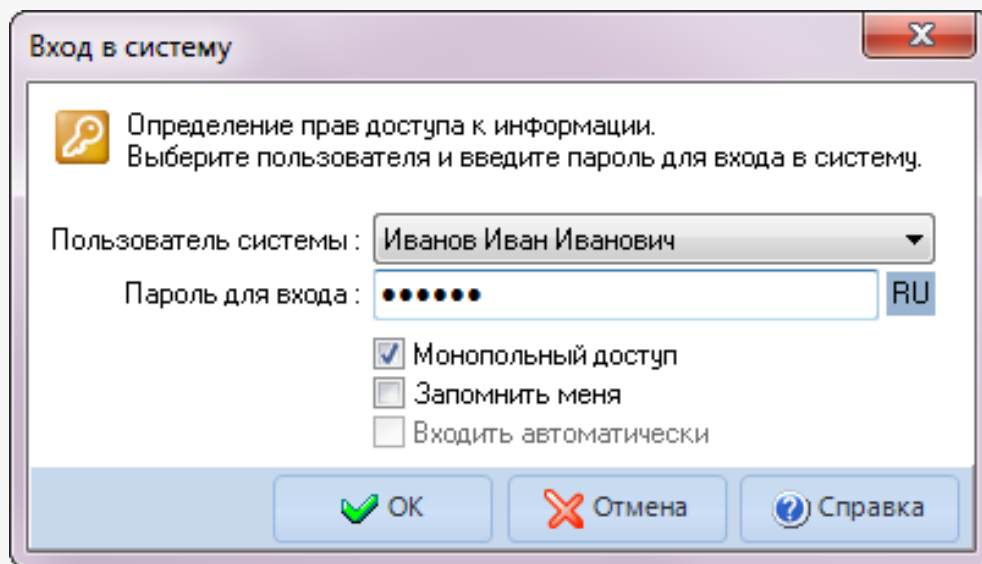 Вход в систему
Определение прав доступа к информации.
Выберите пользователя и введите пароль для входа в систему.
Пользователь системы : Иванов Иван Иванович
Пароль для входа : ●●●●●● RU
Монопольный доступ
Запомнить меня
Входить автоматически
OK Отмена Справка